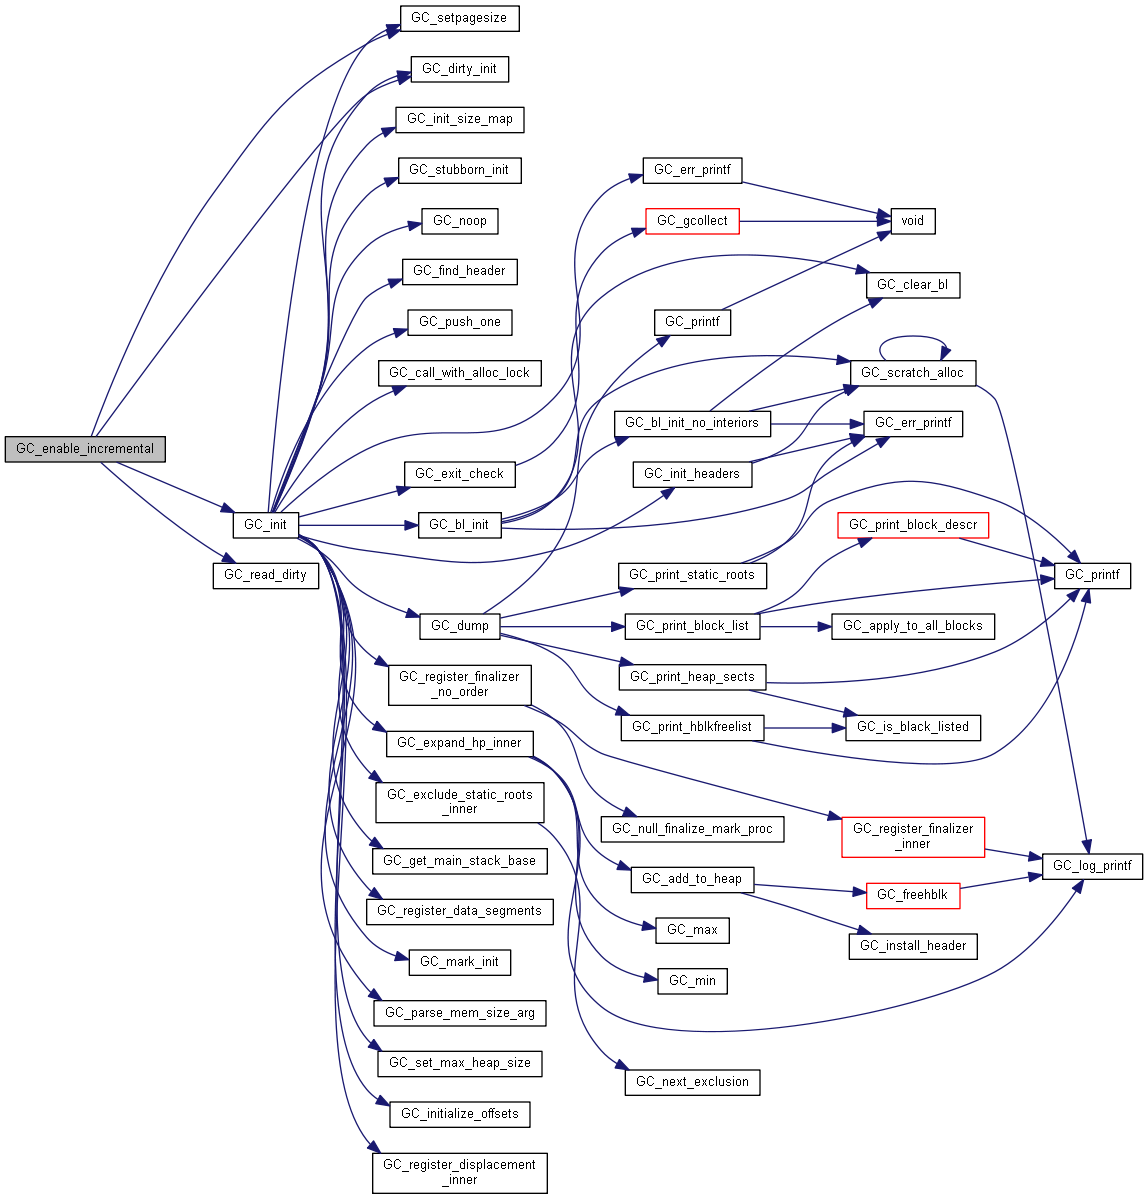 GC_setpagesize
GC_dirty_init
GC_init_size_map
GC_stubborn_init
GC_noop
GC_find_header
GC_push_one
GC_call_with_alloc_lock
GC_enable_incremental
GC_exit_check
GC_init
GC_bl_init
GC_read_dirty
GC_dump
GC_register_finalizer
_no_order
GC_expand_hp_inner
GC_exclude_static_roots
_inner
GC_get_main_stack_base
GC_register_data_segments
GC_mark_init
GC_parse_mem_size_arg
GC_set_max_heap_size
GC_initialize_offsets
GC_register_displacement
_inner
GC_err_printf
GC_gcollect
GC_printf
GC_bl_init_no_interiors
GC_init_headers
GC_print_static_roots
GC_print_block_list
GC_print_heap_sects
GC_print_hblkfreelist
GC_null_finalize_mark_proc
GC_add_to_heap
GC_max
GC_min
GC_next_exclusion
void
GC_clear_bl
GC_scratch_alloc
GC_err_printf
GC_print_block_descr
GC_apply_to_all_blocks
GC_is_black_listed
GC_register_finalizer
_inner
GC_freehblk
GC_install_header
GC_printf
GC_log_printf